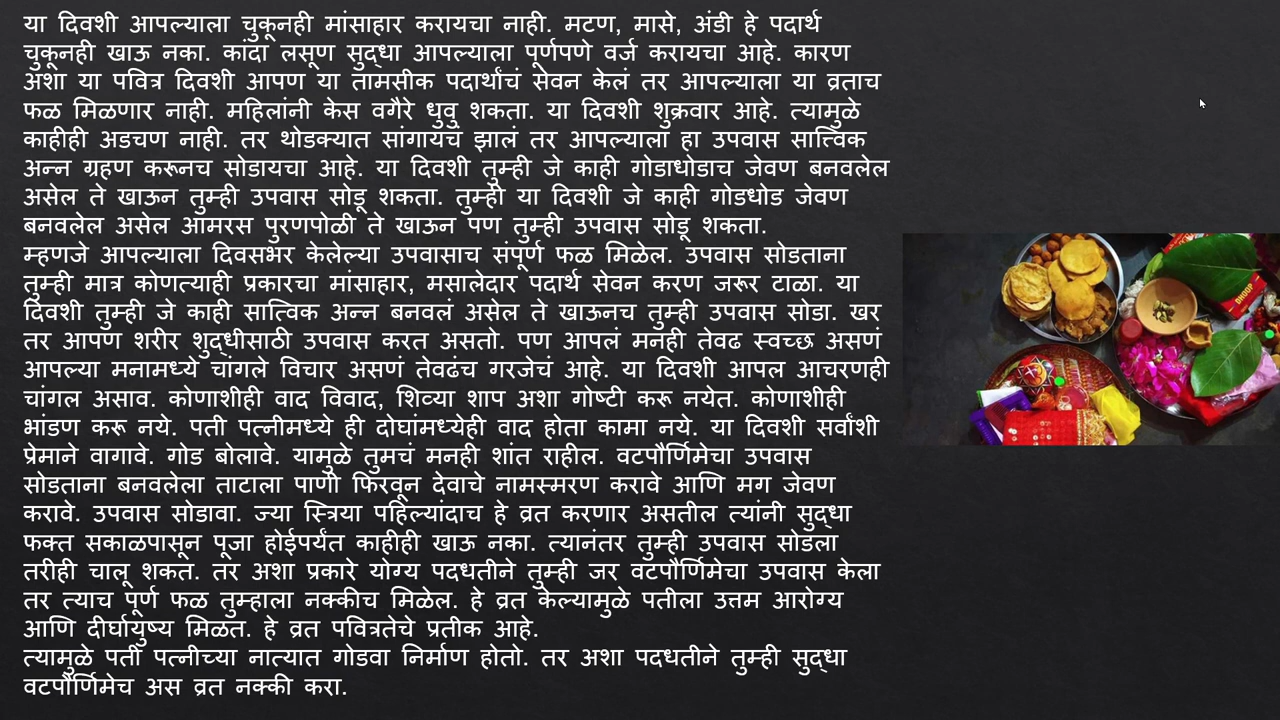 या दिवशी आपल्याला चुकूनही मांसाहार करायचा नाही. मटण, मासे, अंडी हे पदार्थ
चुकूनही खाऊ नका. कांदा लसूण सुद्धा आपल्याला पूर्णपणे वर्ज करायचा आहे. कारण
अशा या पवित्र दिवशी आपण या तामसीक पदार्थांचं सेवन केलं तर आपल्याला या व्रताच
फळ मिळणार नाही. महिलांनी केस वगैरे धुवु शकता. या दिवशी शुक्रवार आहे. त्यामुळे
काहीही अडचण नाही. तर थोडक्यात सांगायचं झालं तर आपल्याला हा उपवास सात्त्विक
अन्न ग्रहण करूनच सोडायचा आहे. या दिवशी तुम्ही जे काही गोडाधोडाच जेवण बनवलेल
असेल ते खाऊन तुम्ही उपवास सोडू शकता. तुम्ही या दिवशी जे काही गोडधोड जेवण
बनवलेल असेल आमरस पुरणपोळी ते खाऊन पण तुम्ही उपवास सोडू शकता.
म्हणजे आपल्याला दिवसभर केलेल्या उपवासाच संपूर्ण फळ मिळेल. उपवास सोडताना
तुम्ही मात्र कोणत्याही प्रकारचा मांसाहार, मसालेदार पदार्थ सेवन करण जरूर टाळा. या
दिवशी तुम्ही जे काही सात्विक अन्न बनवलं असेल ते खाऊनच तुम्ही उपवास सोडा. खर
तर आपण शरीर शुद्धीसाठी उपवास करत असतो. पण आपलं मनही तेवढ स्वच्छ असणं
आपल्या मनामध्ये चांगले विचार असणं तेवढंच गरजेचं आहे. या दिवशी आपल आचरणही
चांगल असाव. कोणाशीही वाद विवाद, शिव्या शाप अशा गोष्टी करू नयेत. कोणाशीही
भांडण करू नये. पती पत्नीमध्ये ही दोघांमध्येही वाद होता कामा नये. या दिवशी सर्वांशी
प्रेमाने वागावे. गोड बोलावे. यामुळे तुमचं मनही शांत राहील. वटपौर्णिमेचा उपवास
सोडताना बनवलेला ताटाला पाणी फिरवून देवाचे नामस्मरण करावे आणि मग जेवण
करावे. उपवास सोडावा. ज्या स्त्रिया पहिल्यांदाच हे व्रत करणार असतील त्यांनी सुद्धा
फक्त सकाळपासून पूजा होईपर्यंत काहीही खाऊ नका. त्यानंतर तुम्ही उपवास सोडला
तरीही चालू शकतं. तर अशा प्रकारे योग्य पदधतीने तुम्ही जर वटपौर्णिमेचा उपवास केला
तर त्याच पूर्ण फळ तुम्हाला नक्कीच मिळेल. हे व्रत केल्यामुळे पतीला उत्तम आरोग्य
आणि दीर्घायुष्य मिळत. हे व्रत पवित्रतेचे प्रतीक आहे.
त्यामुळे पती पत्नीच्या नात्यात गोडवा निर्माण होतो. तर अशा पदधतीने तुम्ही सुद्धा
वटपौर्णिमेच अस व्रत नक्की करा.
DHOOP